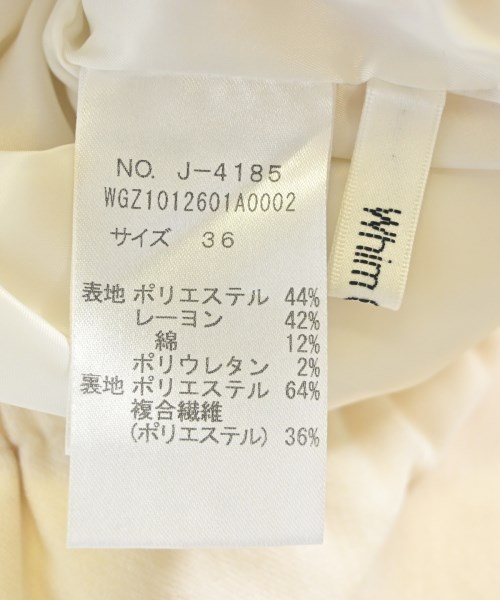 NO. J-4185
WGZ1012601A0002
サイズ 36
表地 ポリエステル 44%
レーヨン 42%
綿 12%
ポリウレタン 2%
裏地 ポリエステル 64%
複合繊維
(ポリエステル) 36%
Whim